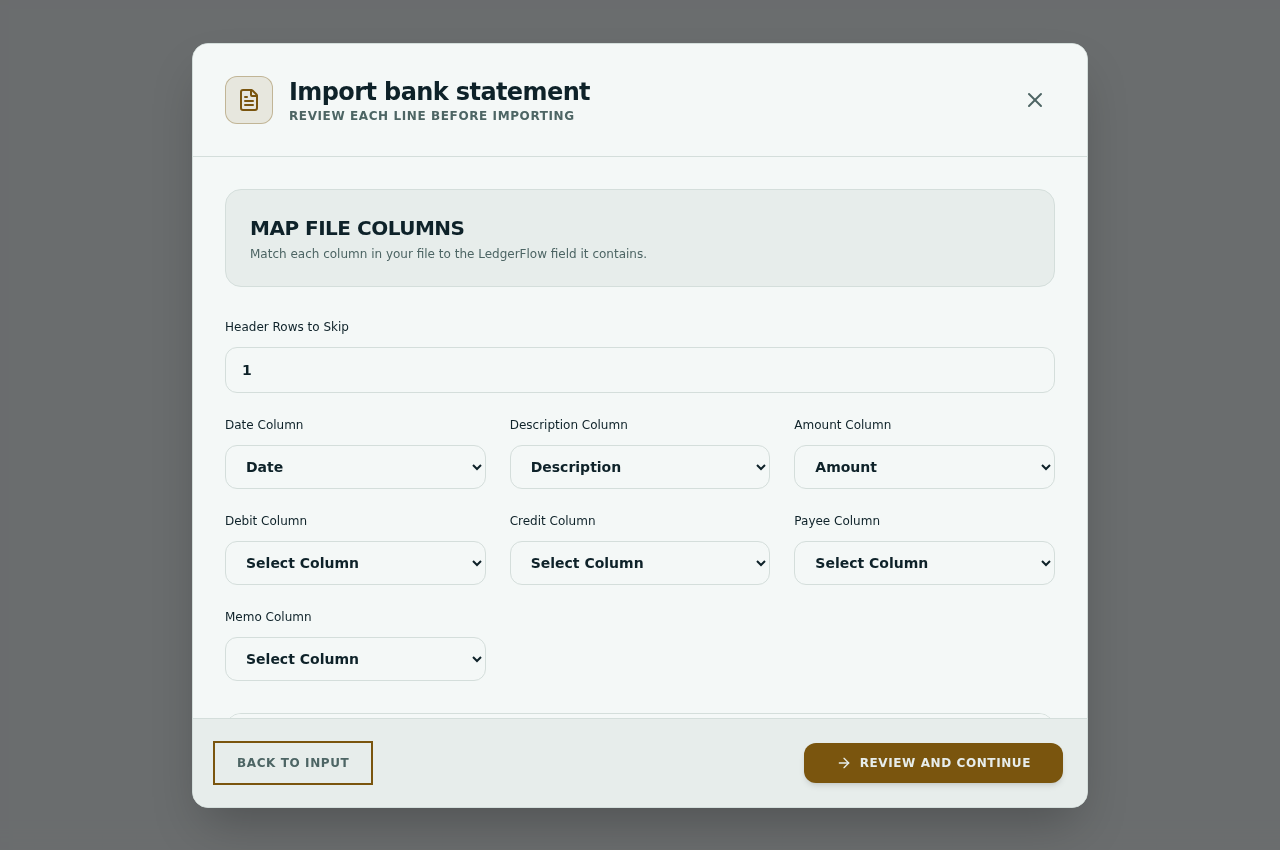 Import bank statement
REVIEW EACH LINE BEFORE IMPORTING
MAP FILE COLUMNS
Match each column in your file to the LedgerFlow field it contains.
Header Rows to Skip
1
Date Column
Description Column
Amount Column
Date
Description
Amount
Debit Column
Credit Column
Payee Column
Select Column
Select Column
Select Column
Memo Column
Select Column
BACK TO INPUT
REVIEW AND CONTINUE